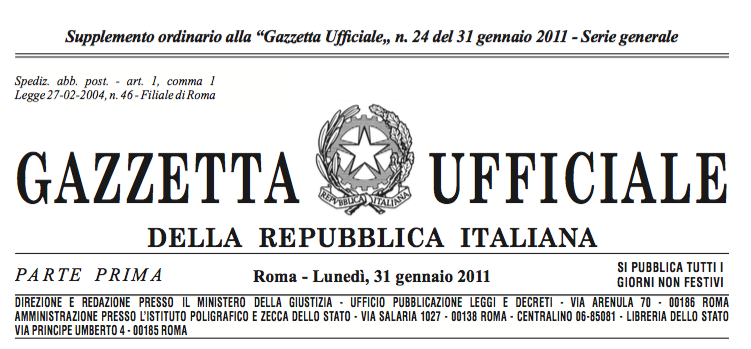 Supplemento ordinario alla “Gazzetta Ufficiale„ n. 24 del 31 gennaio 2011 - Serie generale
Spediz. abb. post. - art. 1, comma 1
Legge 27-02-2004, n. 46 - Filiale di Roma
GAZZETTA UFFICIALE
REPVBBLICA ITALIANA
DELLA REPUBBLICA ITALIANA
PARTE PRIMA
Roma - Lunedì, 31 gennaio 2011
SI PUBBLICA TUTTI I
GIORNI NON FESTIVI
DIREZIONE E REDAZIONE PRESSO IL MINISTERO DELLA GIUSTIZIA - UFFICIO PUBBLICAZIONE LEGGI E DECRETI - VIA ARENULA 70 - 00186 ROMA
AMMINISTRAZIONE PRESSO L'ISTITUTO POLIGRAFICO E ZECCA DELLO STATO - VIA SALARIA 1027 - 00138 ROMA - CENTRALINO 06-85081 - LIBRERIA DELLO STATO
VIA PRINCIPE UMBERTO 4 - 00185 ROMA